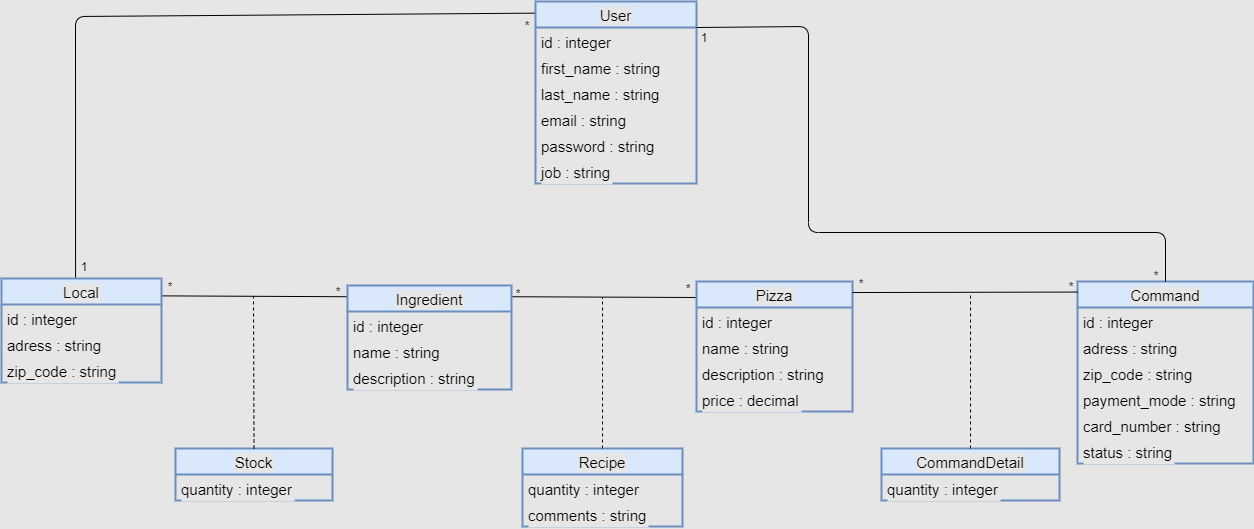 User
*
1
id : integer
first_name : string
last_name : string
email : string
password : string
job : string
1
Local
id : integer
adress : string
zip_code : string
*
*
Ingredient
id : integer
name : string
description : string
*
*
Pizza
id : integer
name : string
description : string
price : decimal
*
*
*
Command
id : integer
adress : string
zip_code : string
payment_mode : string
card_number : string
status : string
Stock
quantity : integer
Recipe
quantity : integer
comments : string
CommandDetail
quantity : integer